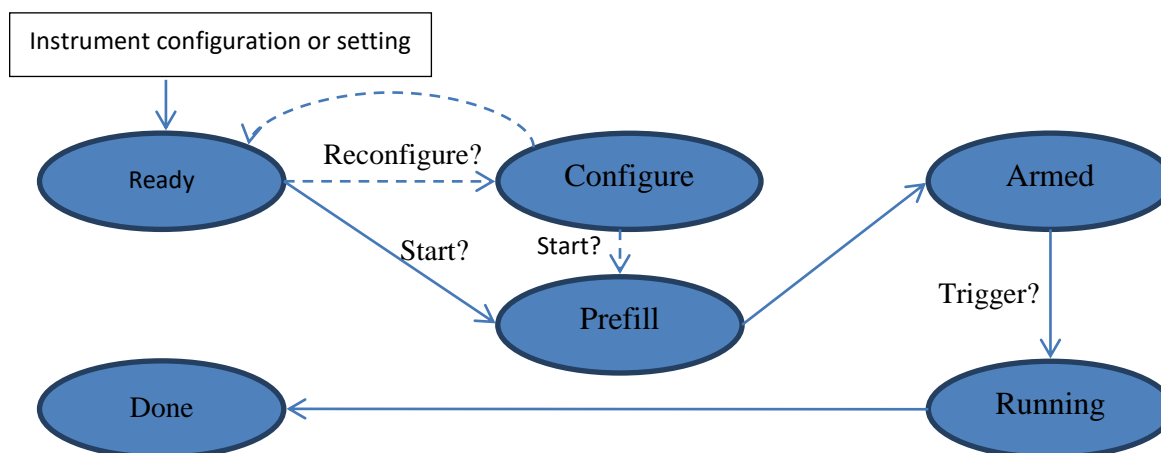 Instrument configuration or setting
Reconfigure?
Ready
Configure
Armed
Start?
Start?
Prefill
Trigger?
Done
Running